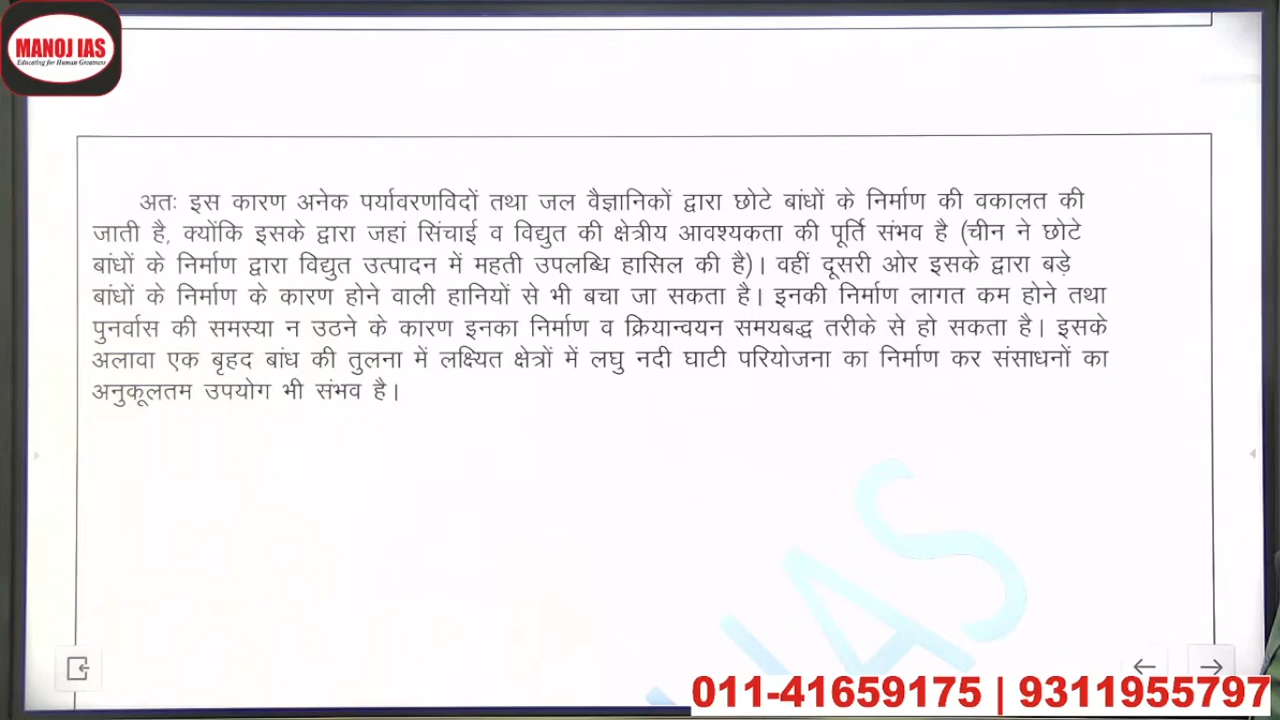 MANOJ IAS
Educating for Human Greatness
अतः इस कारण अनेक पर्यावरणविदों तथा जल वैज्ञानिकों द्वारा छोटे बांधों के निर्माण की वकालत की
जाती है, क्योंकि इसके द्वारा जहां सिंचाई व विद्युत की क्षेत्रीय आवश्यकता की पूर्ति संभव है (चीन ने छोटे
बांधों के निर्माण द्वारा विद्युत उत्पादन में महती उपलब्धि हासिल की है)। वहीं दूसरी ओर इसके द्वारा बड़े
बांधों के निर्माण के कारण होने वाली हानियों से भी बचा जा सकता है। इनकी निर्माण लागत कम होने तथा
पुनर्वास की समस्या न उठने के कारण इनका निर्माण व क्रियान्वयन समयबद्ध तरीके से हो सकता है। इसके
अलावा एक बृहद बांध की तुलना में लक्ष्यित क्षेत्रों में लघु नदी घाटी परियोजना का निर्माण कर संसाधनों का
अनुकूलतम उपयोग भी संभव है।
IAS
011-41659175 | 9311955797